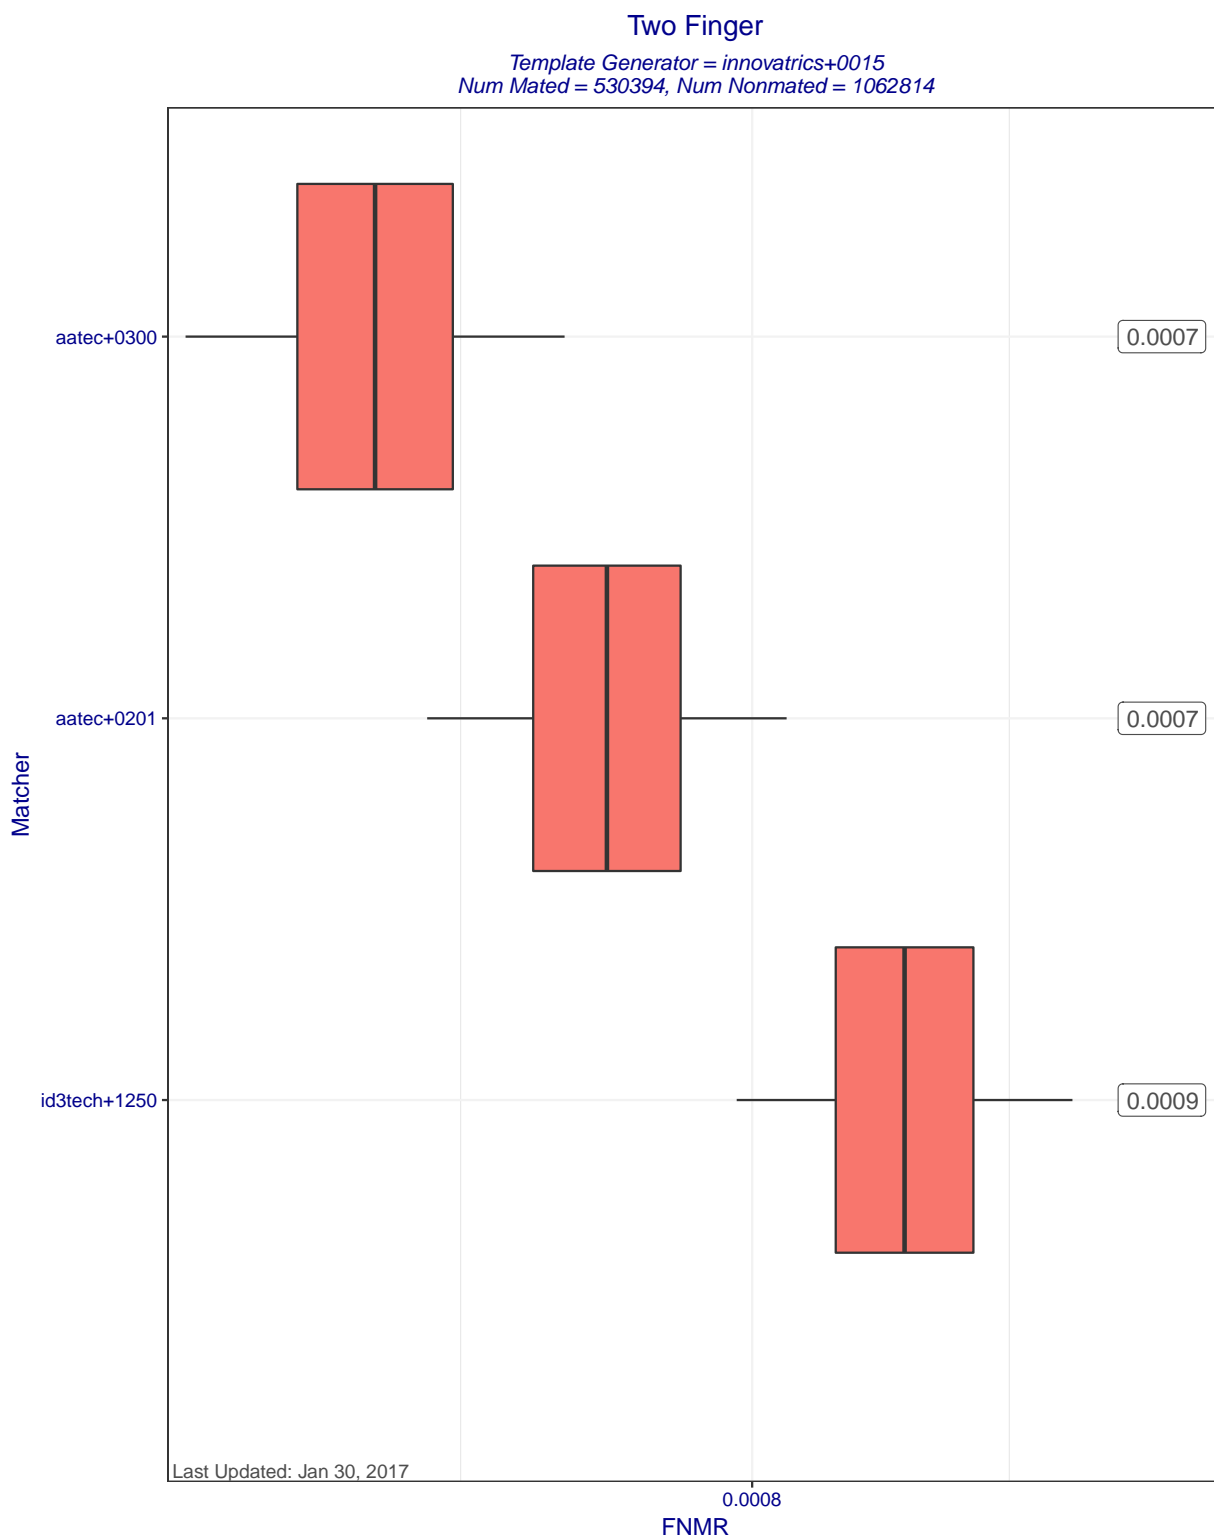 Two Finger
Template Generator = innovatrics+0015
Num Mated = 530394, Num Nonmated = 1062814
aatec+0300
0.0007
aatec+0201
0.0007
Matcher
id3tech+1250
0.0009
Last Updated: Jan 30, 2017
0.0008
FNMR